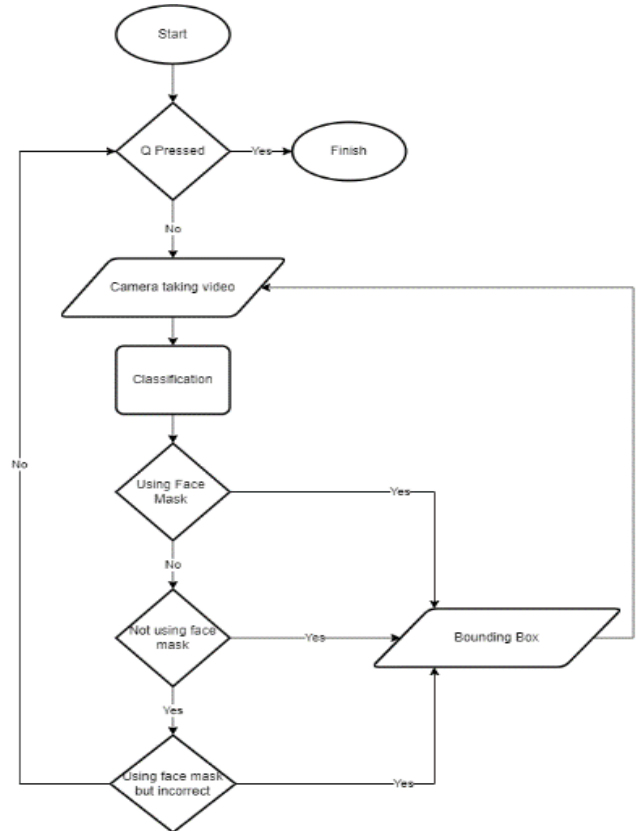 Start
Q Pressed
Yes
Finish
No
Camera taking video
Classification
No
Using Face
Mask
Yes
No
Not using face
mask
Yes
Bounding Box
Yes
Using face mask
but incorrect
Yes